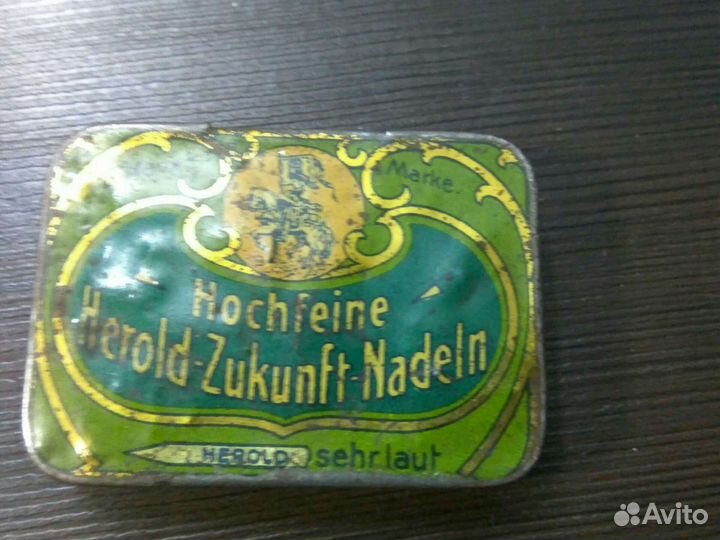 Marke.
Hochfeine
Herold-Zukunft-Nadeln
HEROLD sehr laut
Avito